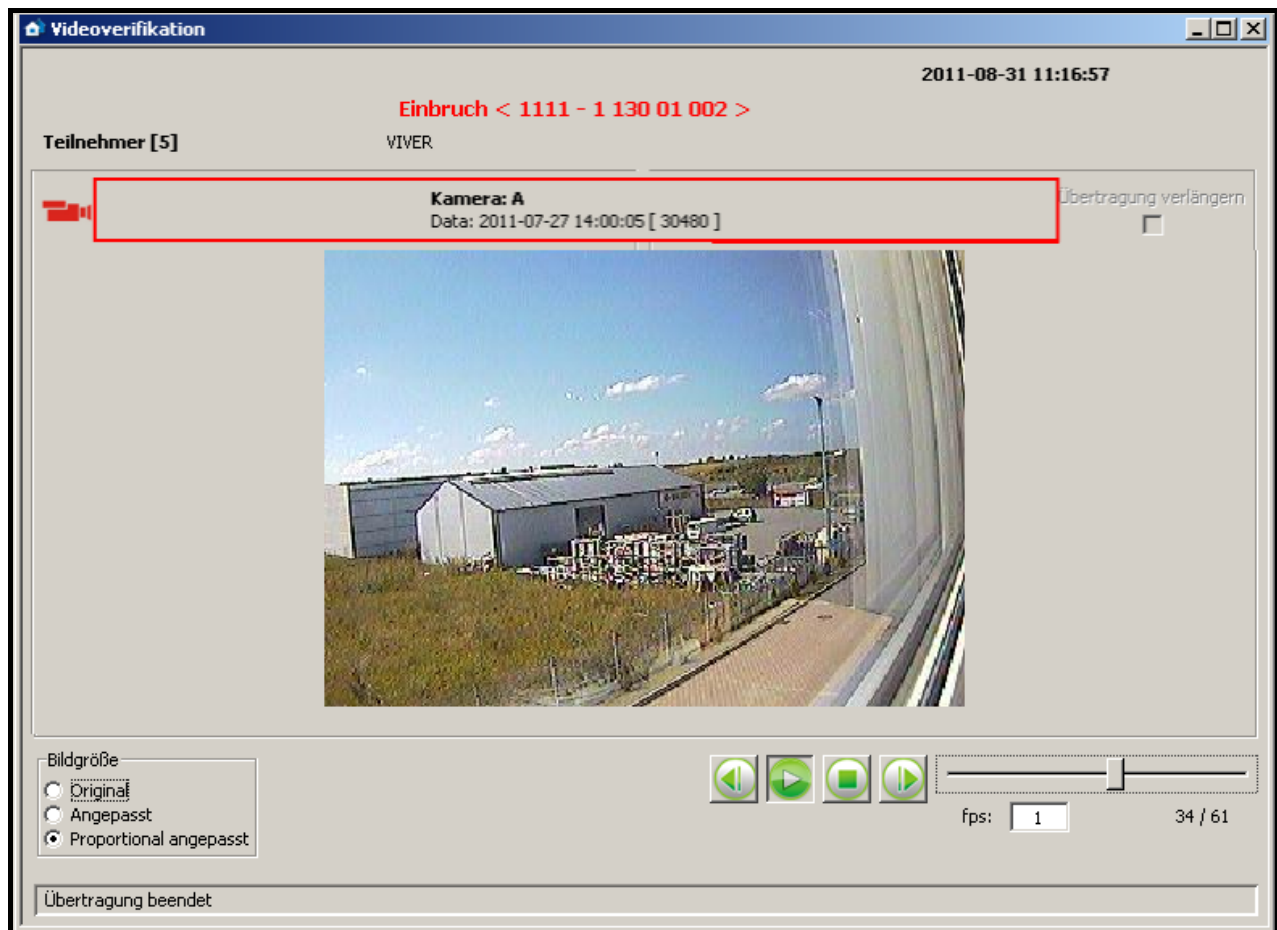 Videoverifikation
2011-08-31 11:16:57
Einbruch < 1111 - 1 130 01 002 >
Teilnehmer [5] VIVER
Kamera: A
Data: 2011-07-27 14:00:05 [ 30480 ]
Übertragung verlängern
Bildgröße
Original
Angepasst
Proportional angepasst
fps: 1 34 / 61
Übertragung beendet